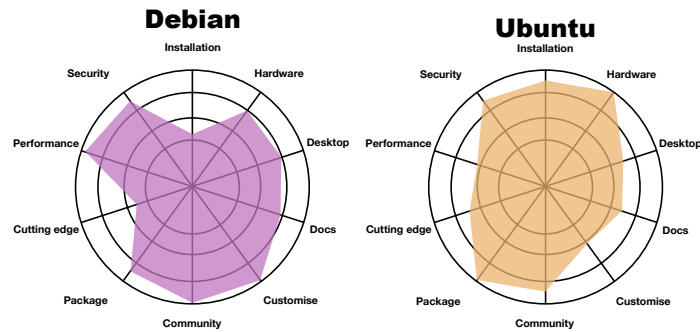 Debian
Installation
Hardware
Desktop
Docs
Customise
Community
Package
Cutting edge
Performance
Security
Ubuntu
Installation
Hardware
Desktop
Docs
Customise
Community
Package
Cutting edge
Performance
Security